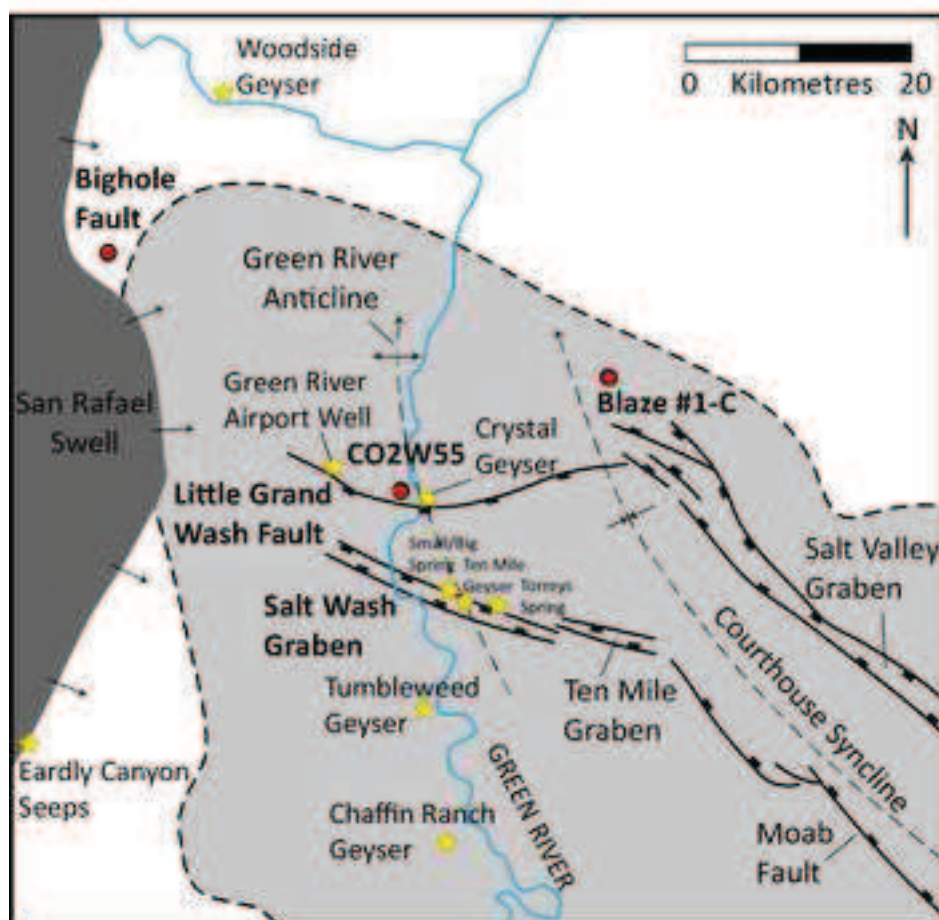 Woodside
Geyser
0 Kilometres 20
N
Bighole
Fault
Green River
Anticline
San Rafael
Swell
Green River
Airport Well
CO2W55
Crystal
Geyser
Blaze #1-C
Little Grand
Wash Fault
Small/Big
Spring
Ten Mile
Geyser
Torreys
Spring
Salt Wash
Graben
Salt Valley
Graben
Tumbleweed
Geyser
Ten Mile
Graben
Courthouse Syncline
Eardly Canyon
Seeps
GREEN RIVER
Chaffin Ranch
Geyser
Moab
Fault